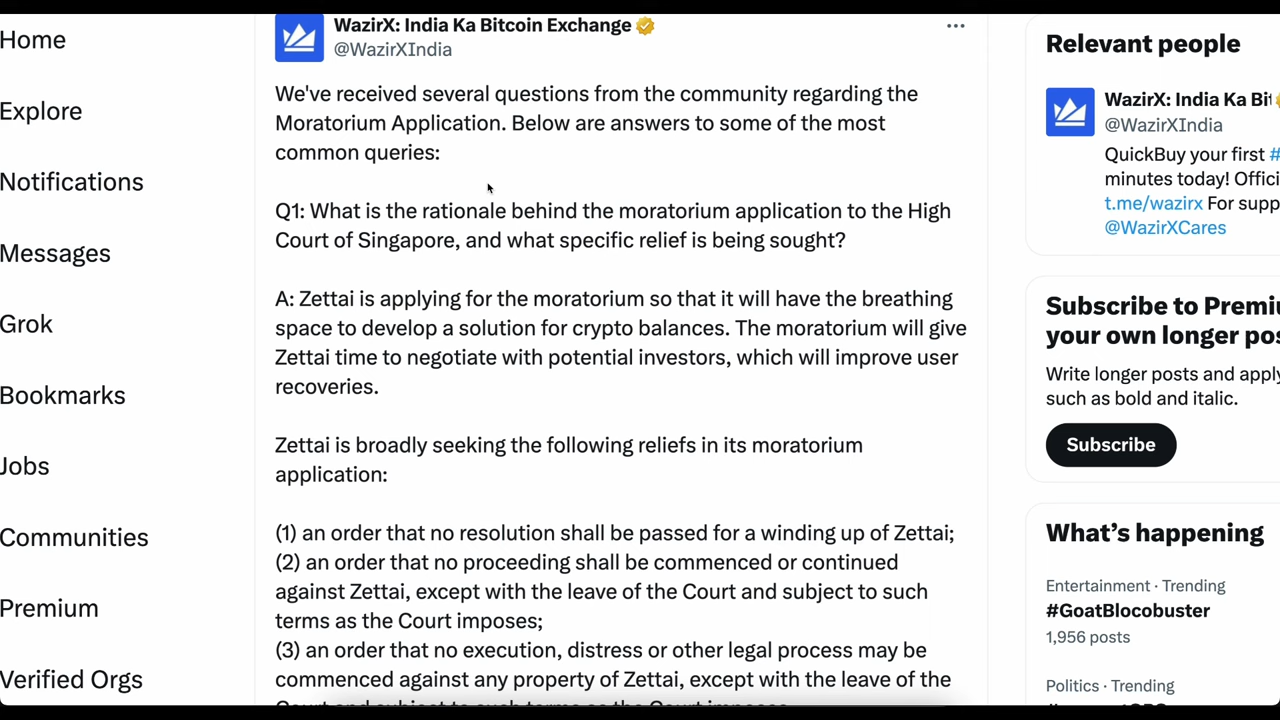 Home
Explore
Notifications
Messages
Grok
Bookmarks
Jobs
Communities
Premium
Verified Orgs
WazirX: India Ka Bitcoin Exchange
@WazirXIndia
We've received several questions from the community regarding the
Moratorium Application. Below are answers to some of the most
common queries:
Q1: What is the rationale behind the moratorium application to the High
Court of Singapore, and what specific relief is being sought?
A: Zettai is applying for the moratorium so that it will have the breathing
space to develop a solution for crypto balances. The moratorium will give
Zettai time to negotiate with potential investors, which will improve user
recoveries.
Zettai is broadly seeking the following reliefs in its moratorium
application:
(1) an order that no resolution shall be passed for a winding up of Zettai;
(2) an order that no proceeding shall be commenced or continued
against Zettai, except with the leave of the Court and subject to such
terms as the Court imposes;
(3) an order that no execution, distress or other legal process may be
commenced against any property of Zettai, except with the leave of the
Court and subject to such terms as the Court imposes
Relevant people
WazirX: India Ka Bit
@WazirXIndia
QuickBuy your first #
minutes today! Offici
t.me/wazirx For supp
@WazirXCares
Subscribe to Premiu
your own longer pos
Write longer posts and apply
such as bold and italic.
Subscribe
What's happening
Entertainment · Trending
#GoatBlocobuster
1,956 posts
Politics · Trending